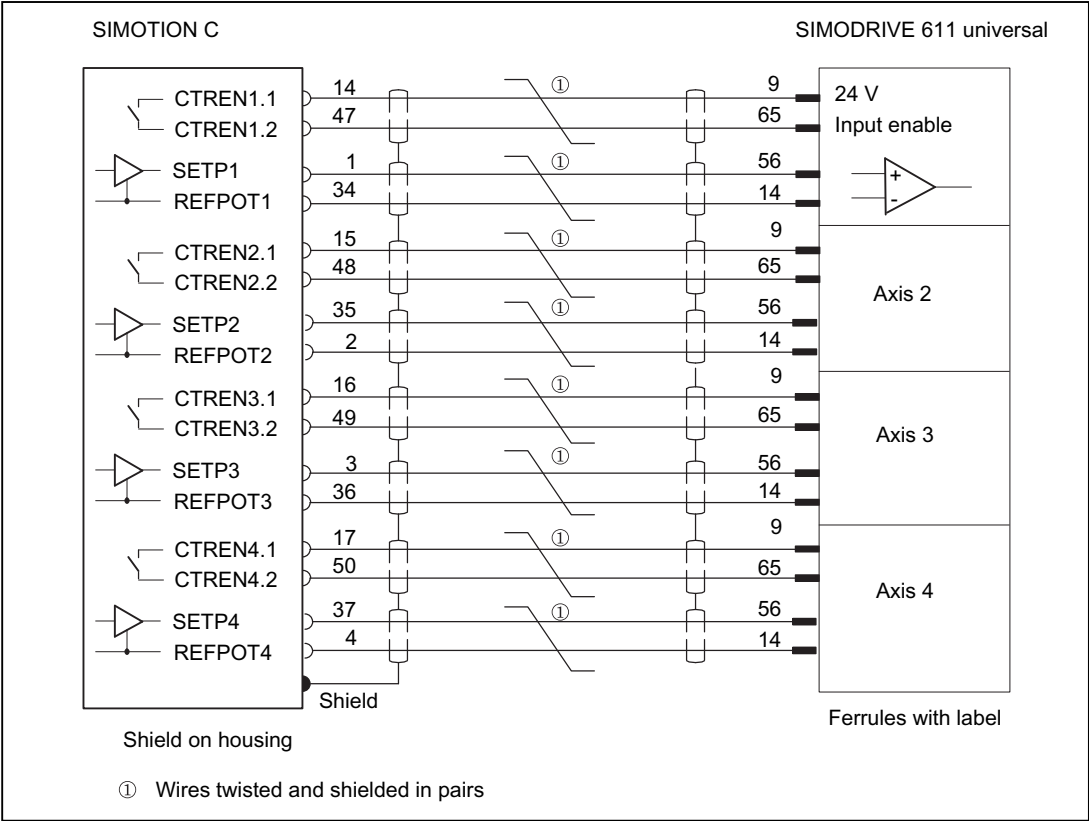 SIMOTION C
SIMODRIVE 611 universal
CTREN1.1 14 ① 9 24 V
CTREN1.2 47 65 Input enable
SETP1 1 ① 56 +
REFPOT1 34 14 -
CTREN2.1 15 ① 9
CTREN2.2 48 65
Axis 2
SETP2 35 ① 56
REFPOT2 2 14
CTREN3.1 16 ① 9
CTREN3.2 49 65
Axis 3
SETP3 3 ① 56
REFPOT3 36 14
CTREN4.1 17 ① 9
CTREN4.2 50 65
Axis 4
SETP4 37 ① 56
REFPOT4 4 14
Shield
Ferrules with label
Shield on housing
① Wires twisted and shielded in pairs